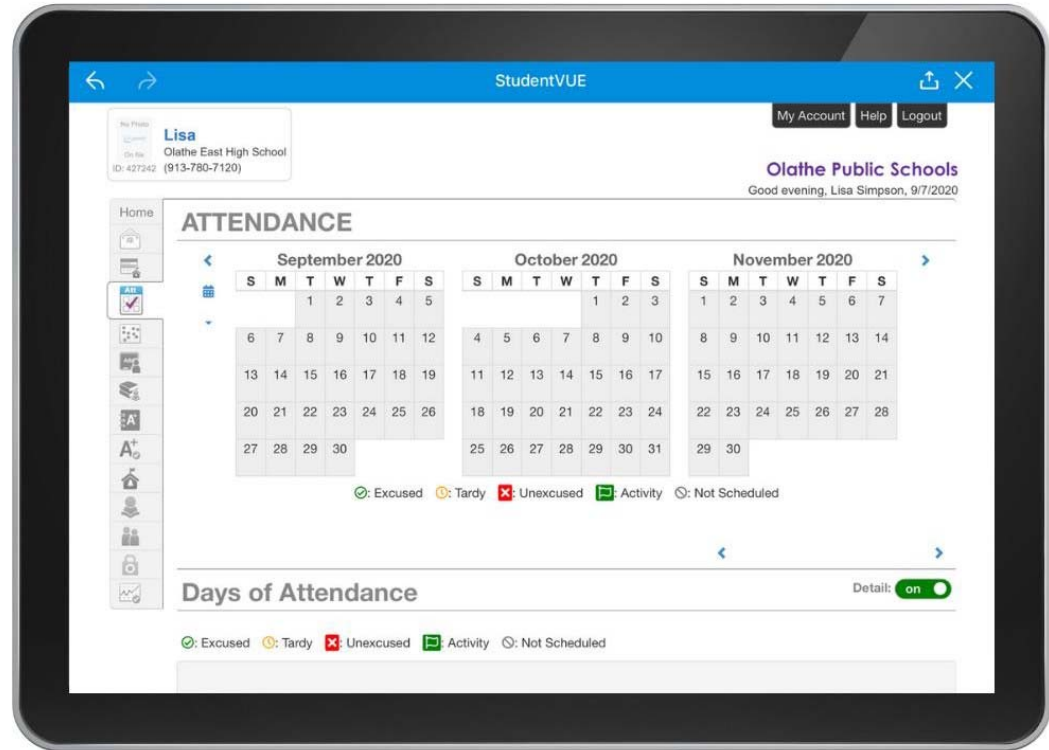 StudentVUE
My Account Help Logout
No Photo
On file
ID: 427242
Lisa
Olathe East High School
(913-780-7120)
Olathe Public Schools
Good evening, Lisa Simpson, 9/7/2020
Home
ATTENDANCE
September 2020 October 2020 November 2020
S M T W T F S S M T W T F S S M T W T F S
1 2 3 4 5 1 2 3 1 2 3 4 5 6 7
6 7 8 9 10 11 12 4 5 6 7 8 9 10 8 9 10 11 12 13 14
13 14 15 16 17 18 19 11 12 13 14 15 16 17 15 16 17 18 19 20 21
20 21 22 23 24 25 26 18 19 20 21 22 23 24 22 23 24 25 26 27 28
27 28 29 30 25 26 27 28 29 30 31 29 30
: Excused : Tardy : Unexcused : Activity : Not Scheduled
Days of Attendance
Detail: on
: Excused : Tardy : Unexcused : Activity : Not Scheduled